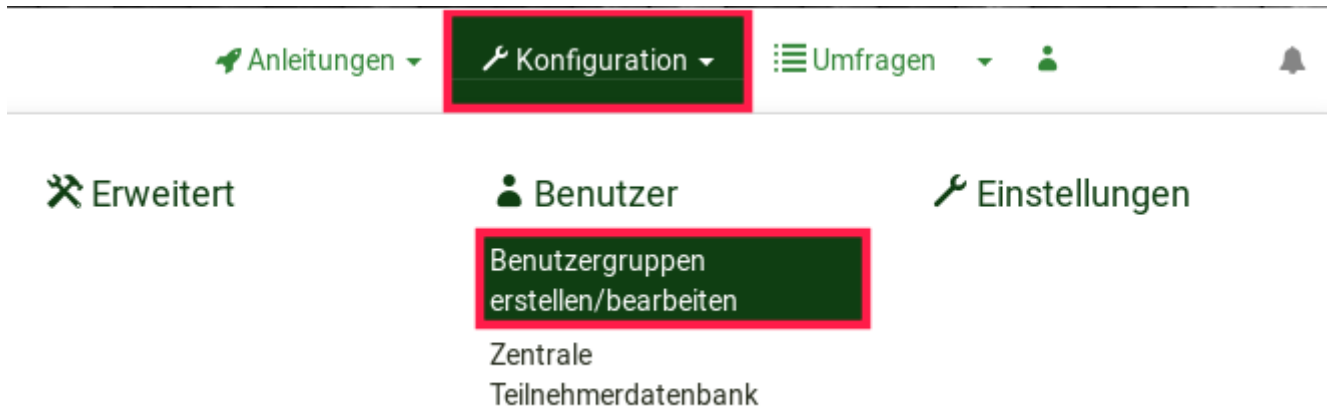 Anleitungen
Konfiguration
Umfragen
Erweitert
Benutzer
Einstellungen
Benutzergruppen
erstellen/bearbeiten
Zentrale
Teilnehmerdatenbank